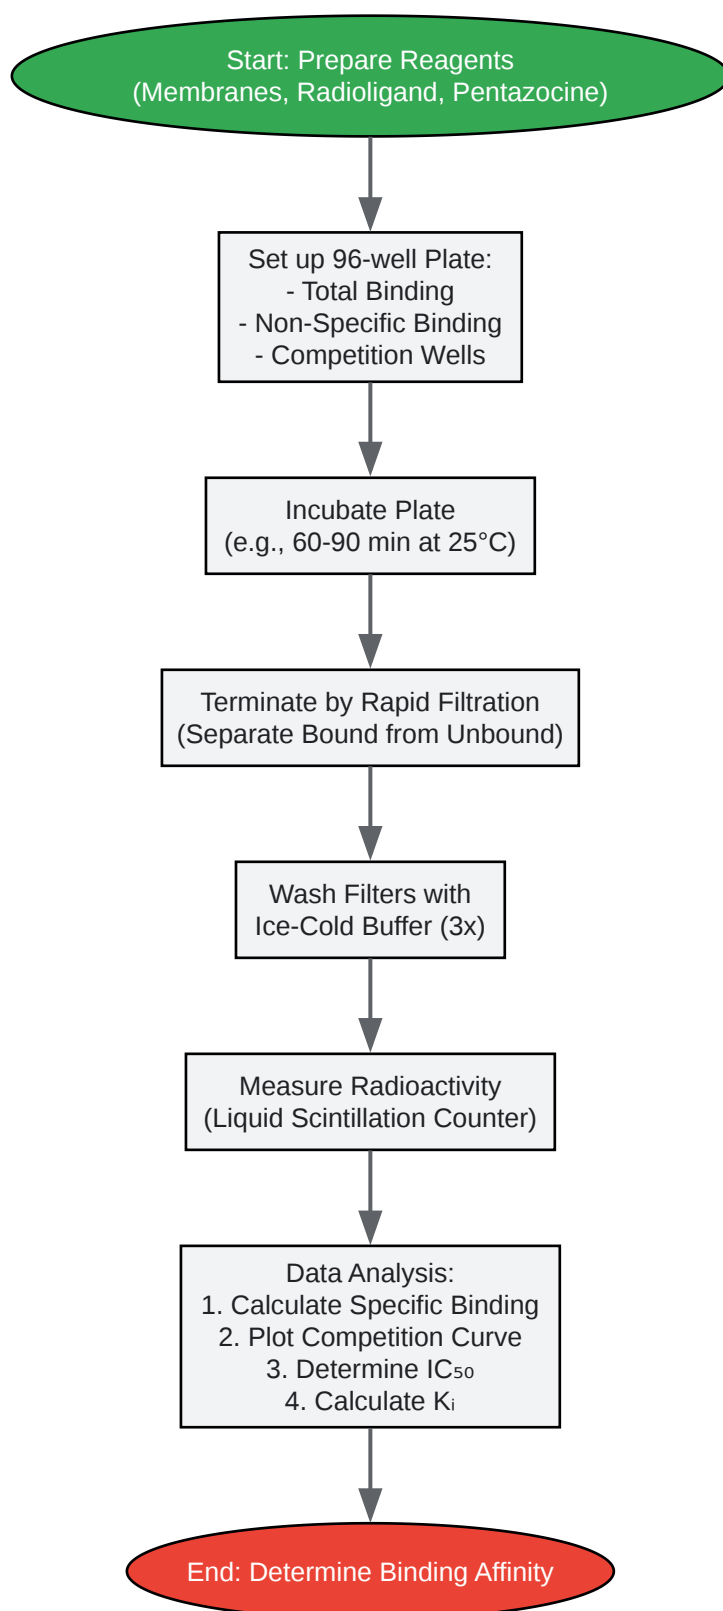 Start: Prepare Reagents
(Membranes, Radioligand, Pentazocine)
Set up 96-well Plate:
- Total Binding
- Non-Specific Binding
- Competition Wells
Incubate Plate
(e.g., 60-90 min at 25°C)
Terminate by Rapid Filtration
(Separate Bound from Unbound)
Wash Filters with
Ice-Cold Buffer (3x)
Measure Radioactivity
(Liquid Scintillation Counter)
Data Analysis:
1. Calculate Specific Binding
2. Plot Competition Curve
3. Determine IC₅₀
4. Calculate Kᵢ
End: Determine Binding Affinity